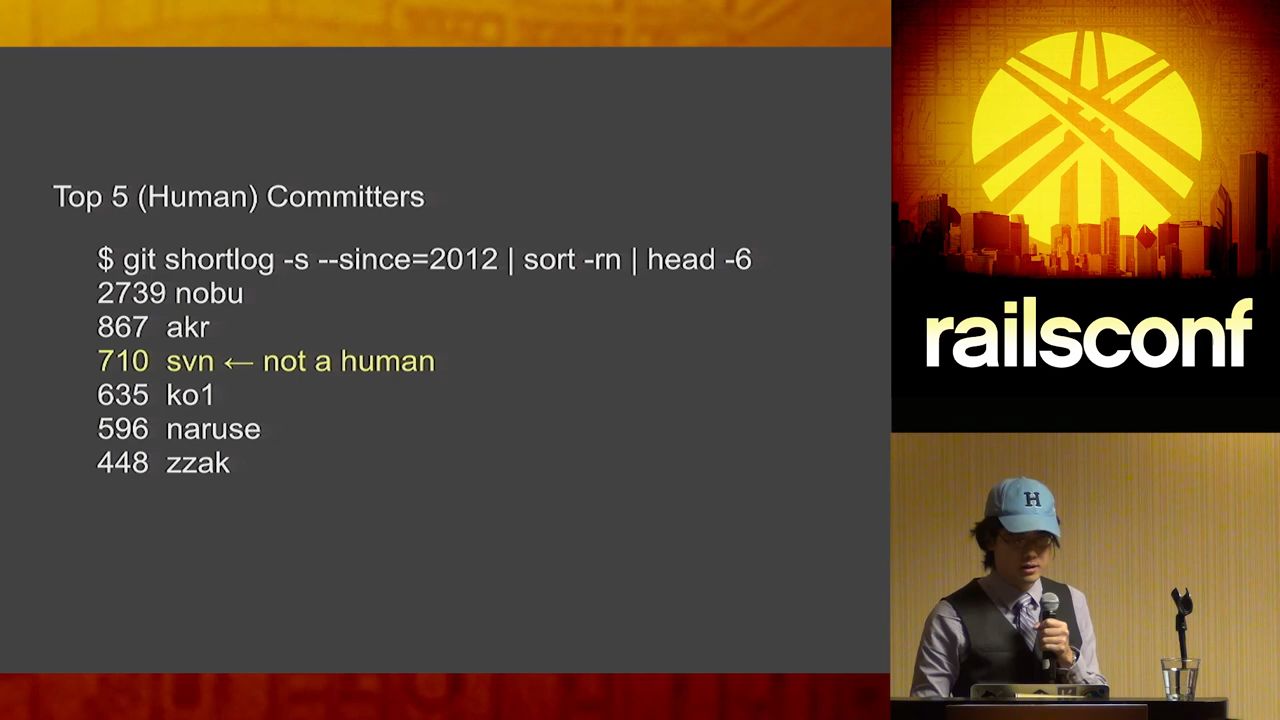 Top 5 (Human) Committers
$ git shortlog -s --since=2012 | sort -rn | head -6
2739 nobu
867 akr
710 svn ← not a human
635 ko1
596 naruse
448 zzak
railsconf
H